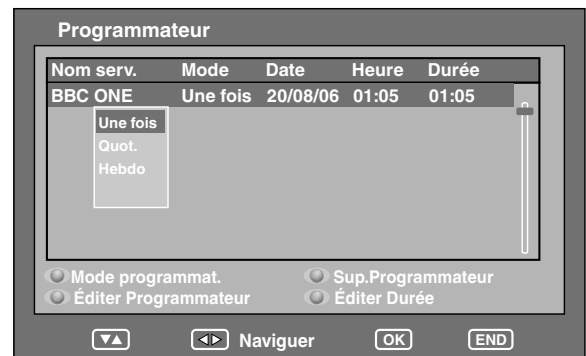 Programmateur
Nom serv. Mode Date Heure Durée
BBC ONE Une fois 20/08/06 01:05 01:05
Une fois
Quot.
Hebdo
Mode programmat. Sup.Programmateur
Éditer Programmateur Éditer Durée
Naviguer OK END